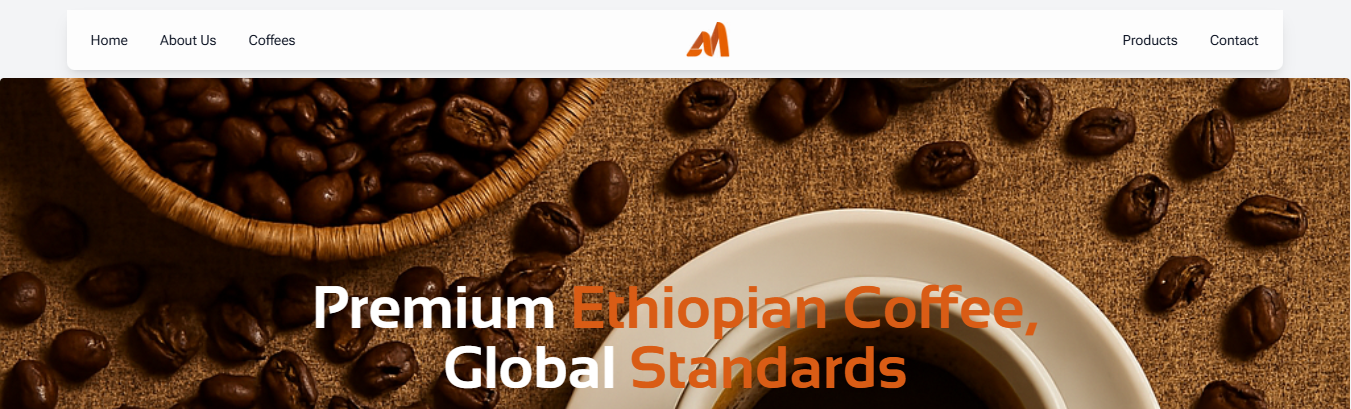 Home About Us Coffees Products Contact
Premium Ethiopian Coffee,
Global Standards